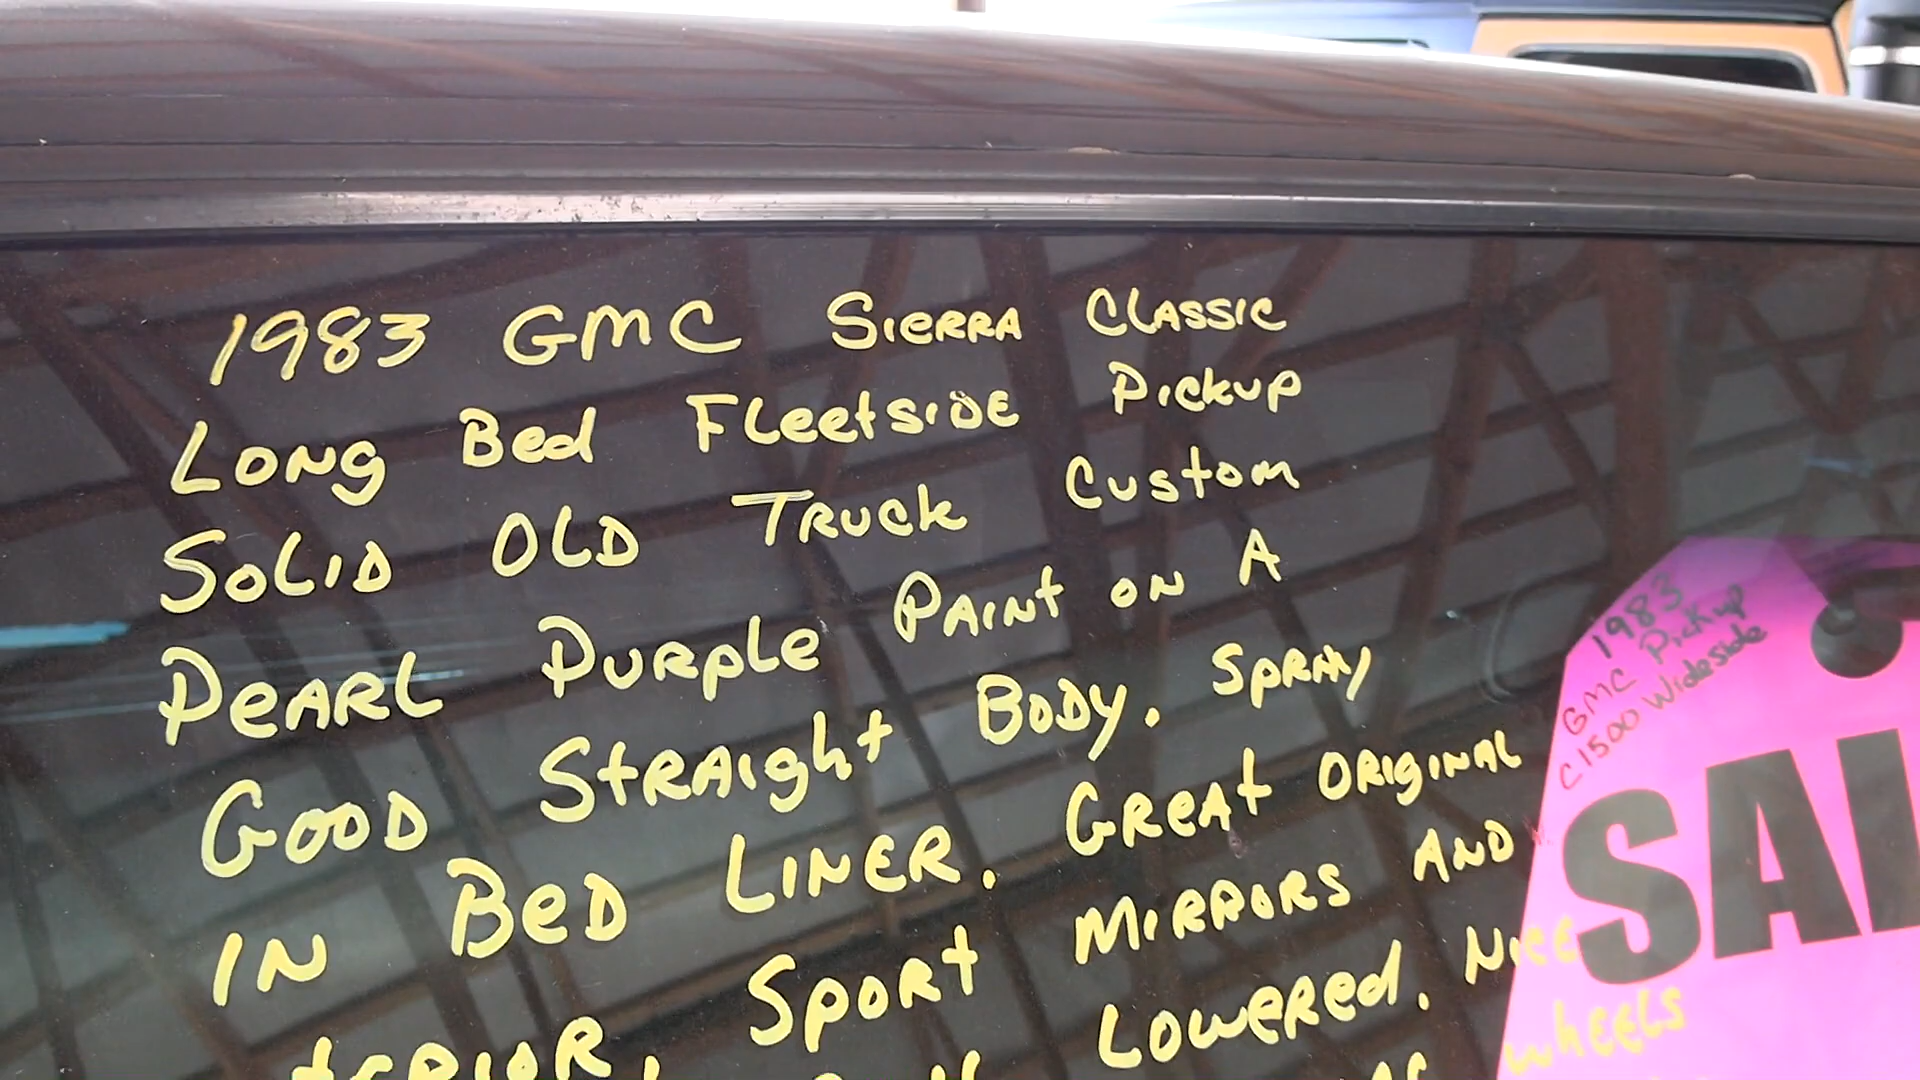 1983 GMC SIERRA CLASSIC
LONG BED FLEETSIDE PICKUP
SOLID OLD TRUCK CUSTOM
PEARL PURPLE PAINT ON A
GOOD STRAIGHT BODY. SPRAY
IN BED LINER. GREAT ORIGINAL
SPORT MIRRORS AND
LOWERED. NICE
WHEELS
1983
GMC Pickup
C1500 Wideside